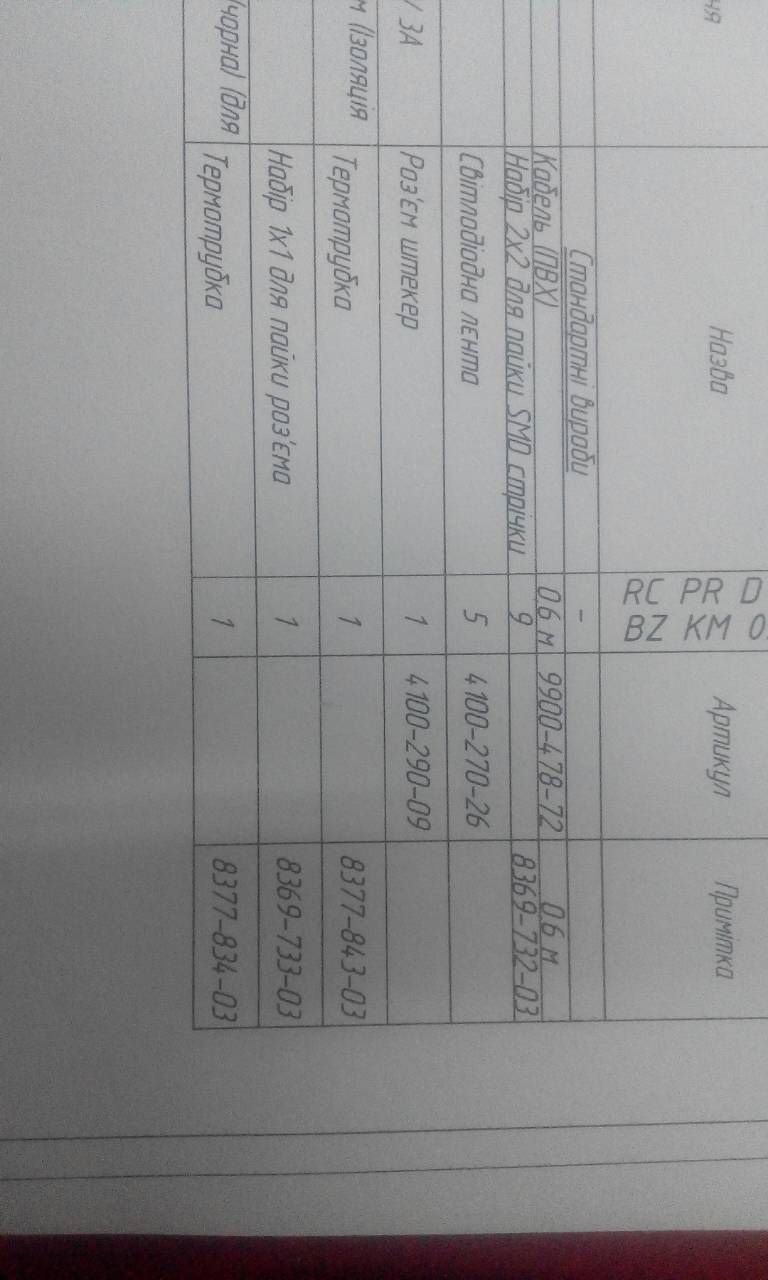 Назва RC PR D Артикул Примітка
BZ KM
Стандартні вироби -
Кабель (ПВХ) 0.6 м 9900-478-72 0.6 м
Набір 2х2 для пайки SMD стрічки 9 8369-732-03
Світлодіодна лєнта 5 4100-270-26
/ 3А Роз'єм штекер 1 4100-290-09
м (Ізоляція Термотрубка 1 8377-843-03
Набір 1х1 для пайки роз'єма 1 8369-733-03
чорна) (для Термотрубка 1 8377-834-03